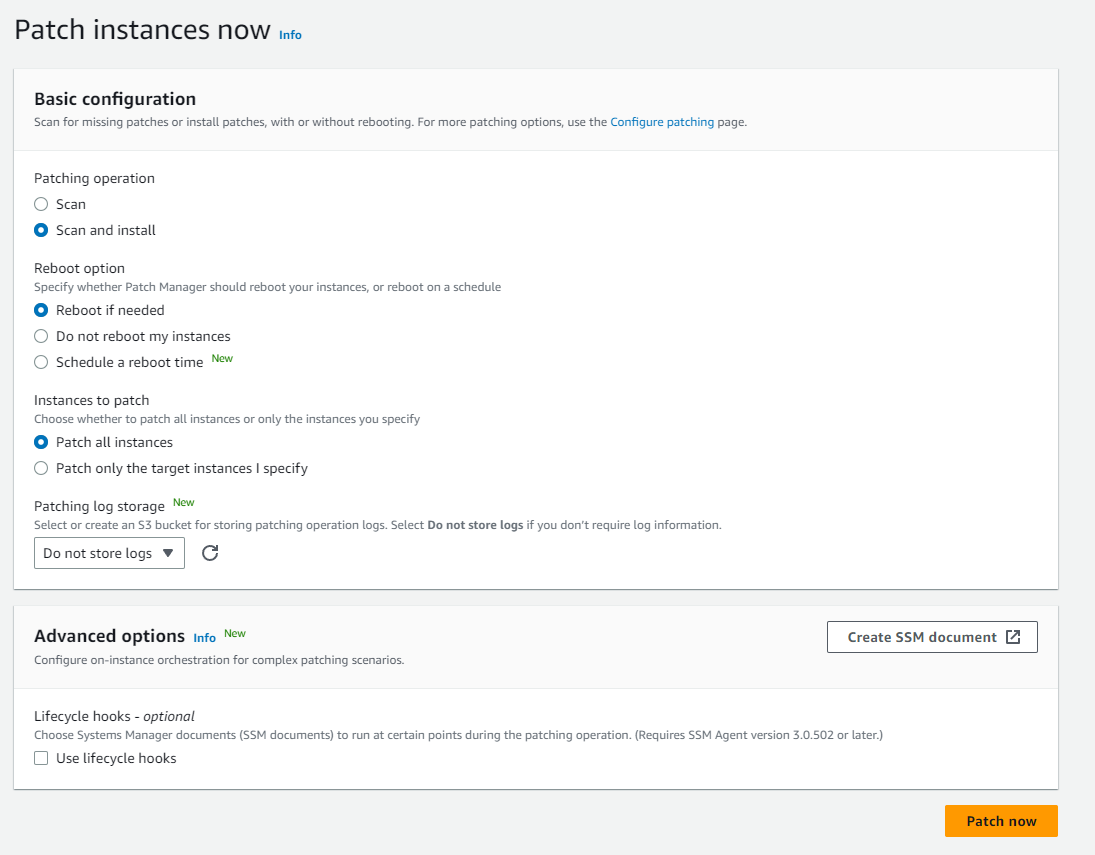 Patch instances now Info
Basic configuration
Scan for missing patches or install patches, with or without rebooting. For more patching options, use the Configure patching page.
Patching operation
Scan
Scan and install
Reboot option
Specify whether Patch Manager should reboot your instances, or reboot on a schedule
Reboot if needed
Do not reboot my instances
Schedule a reboot time New
Instances to patch
Choose whether to patch all instances or only the instances you specify
Patch all instances
Patch only the target instances I specify
Patching log storage New
Select or create an S3 bucket for storing patching operation logs. Select Do not store logs if you don't require log information.
Do not store logs
Advanced options Info New
Create SSM document
Configure on-instance orchestration for complex patching scenarios.
Lifecycle hooks - optional
Choose Systems Manager documents (SSM documents) to run at certain points during the patching operation. (Requires SSM Agent version 3.0.502 or later.)
Use lifecycle hooks
Patch now